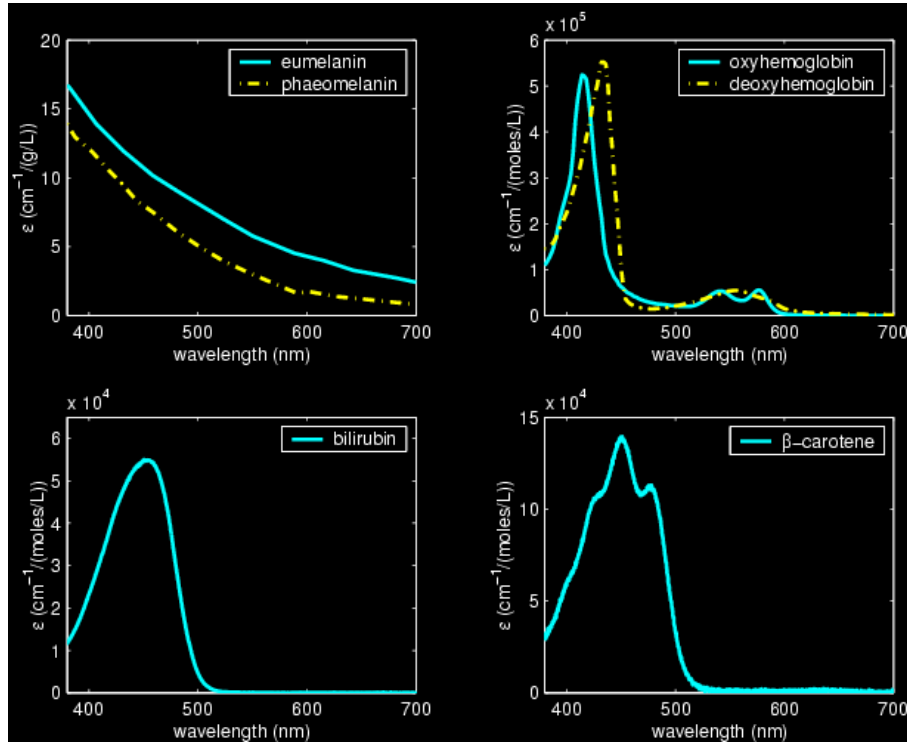 20
15
10
5
0
400 500 600 700
wavelength (nm)
ε (cm⁻¹/(g/L))
eumelanin
phaeomelanin
x 10⁵
6
5
4
3
2
1
0
400 500 600 700
wavelength (nm)
ε (cm⁻¹/(moles/L))
oxyhemoglobin
deoxyhemoglobin
x 10⁴
6
5
4
3
2
1
0
400 500 600 700
wavelength (nm)
ε (cm⁻¹/(moles/L))
bilirubin
x 10⁴
15
10
5
0
400 500 600 700
wavelength (nm)
ε (cm⁻¹/(moles/L))
β-carotene